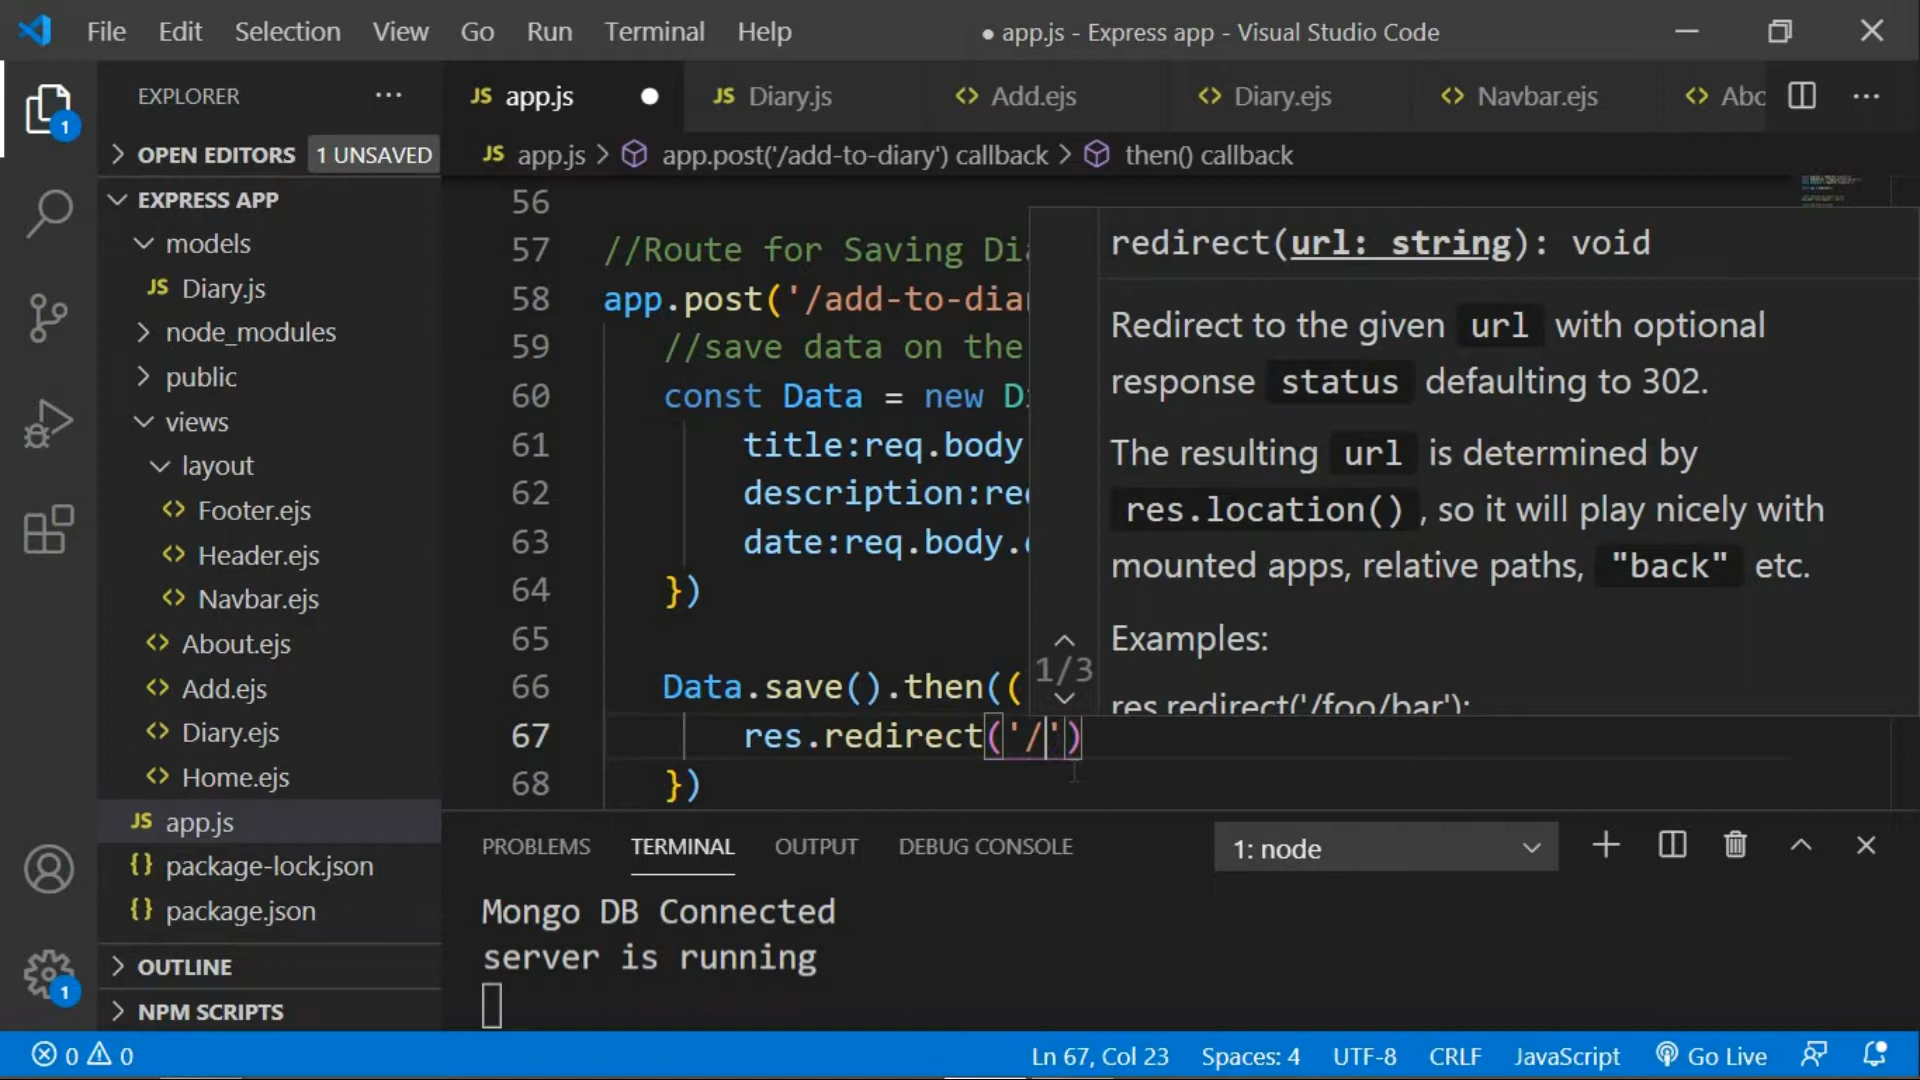 File Edit Selection View Go Run Terminal Help
● app.js - Express app - Visual Studio Code
EXPLORER
OPEN EDITORS 1 UNSAVED
EXPRESS APP
models
JS Diary.js
node_modules
public
views
layout
Footer.ejs
Header.ejs
Navbar.ejs
About.ejs
Add.ejs
Diary.ejs
Home.ejs
JS app.js
{} package-lock.json
{} package.json
OUTLINE
NPM SCRIPTS
1
1
JS app.js
JS Diary.js
<> Add.ejs
<> Diary.ejs
<> Navbar.ejs
<> Abo
JS app.js > app.post('/add-to-diary') callback > then() callback
56
57 //Route for Saving Dia
58 app.post('/add-to-diar
59 //save data on the
60 const Data = new Di
61 title:req.body
62 description:req
63 date:req.body.
64 })
65
66 Data.save().then((
67 res.redirect('/')
68 })
redirect(url: string): void
Redirect to the given url with optional
response status defaulting to 302.
The resulting url is determined by
res.location() , so it will play nicely with
mounted apps, relative paths, "back" etc.
Examples:
res.redirect('/foo/bar');
1/3
PROBLEMS TERMINAL OUTPUT DEBUG CONSOLE
1: node
Mongo DB Connected
server is running
0 0
Ln 67, Col 23 Spaces: 4 UTF-8 CRLF JavaScript Go Live